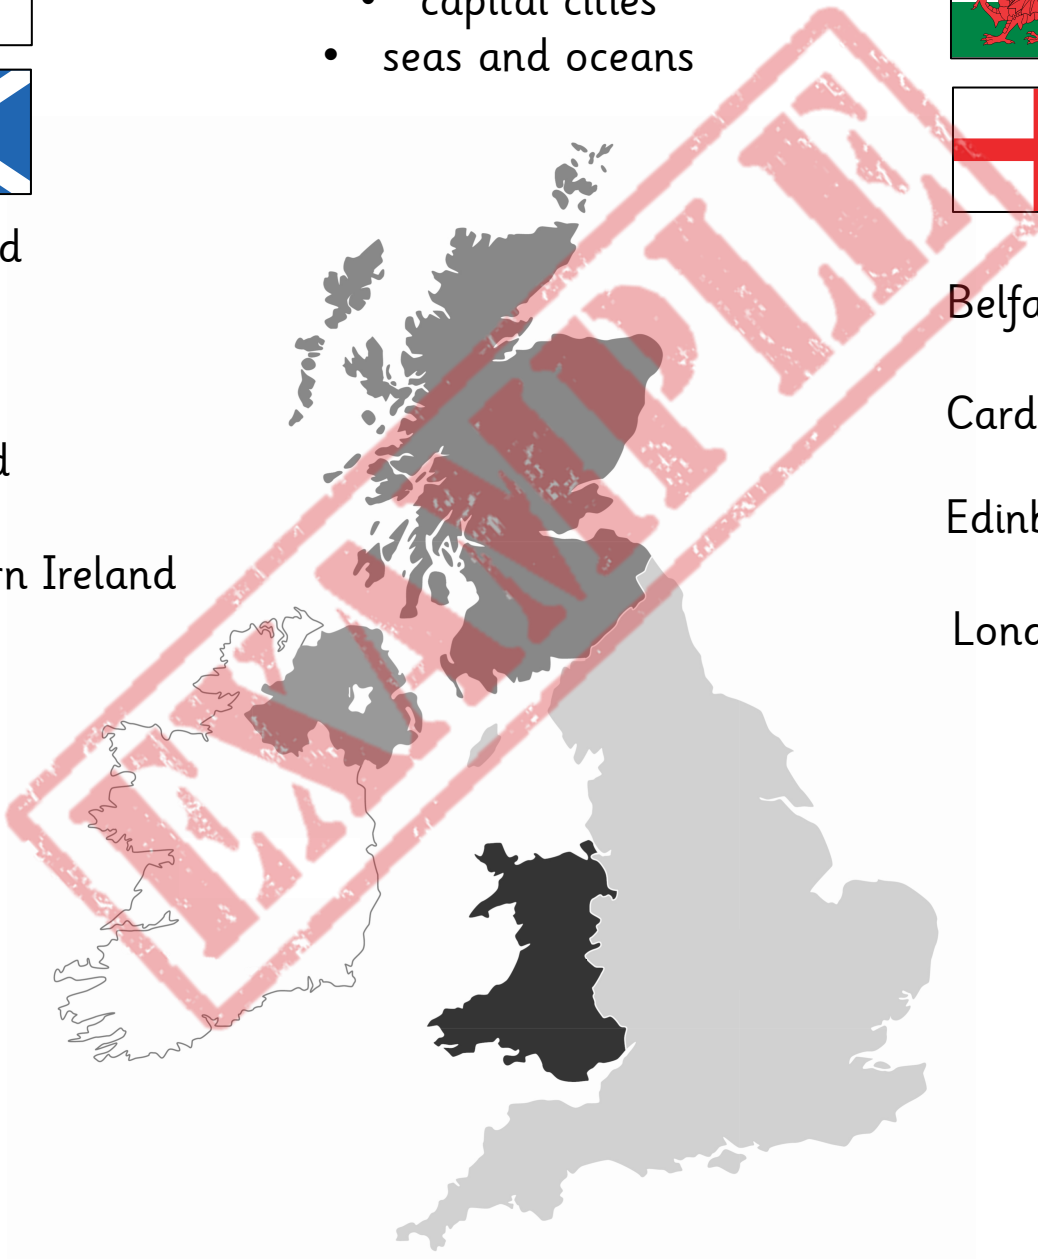 capital cities
• seas and oceans
d
Belfa
Card
d
Edinb
rn Ireland
Lond
EXAMPLE